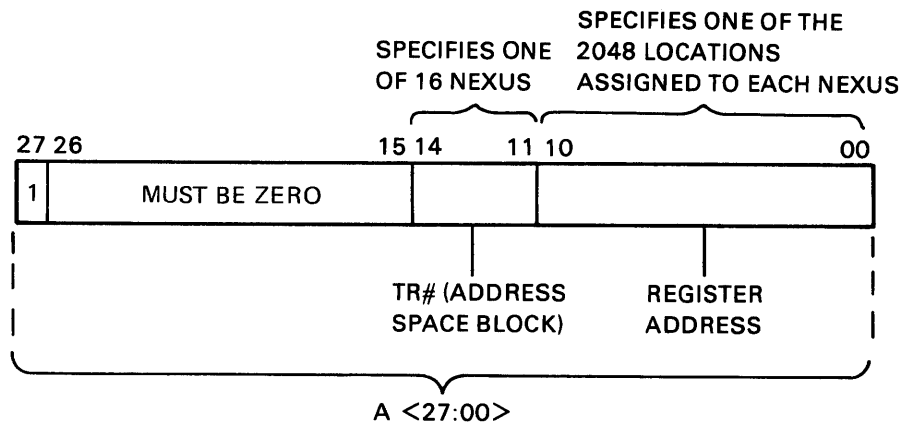 SPECIFIES ONE OF THE
2048 LOCATIONS
ASSIGNED TO EACH NEXUS
SPECIFIES ONE
OF 16 NEXUS
27 26 15 14 11 10 00
1 MUST BE ZERO
TR# (ADDRESS
SPACE BLOCK)
REGISTER
ADDRESS
A <27:00>